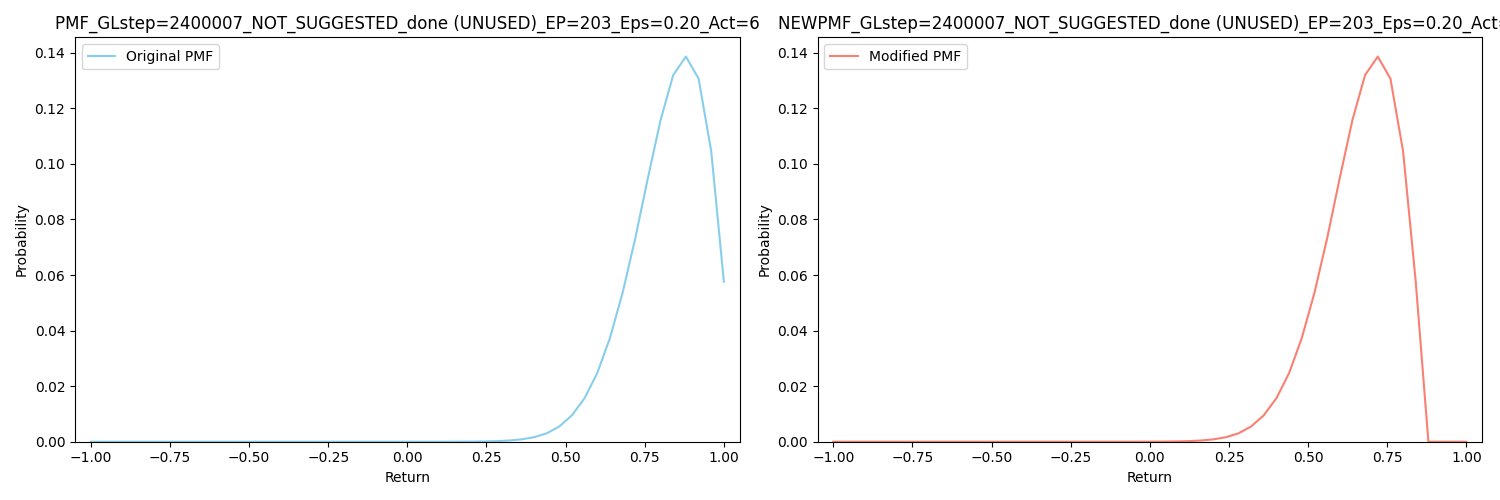 PMF_GLstep=2400007_NOT_SUGGESTED_done (UNUSED)_EP=203_Eps=0.20_Act=6
Original PMF
Probability
0.14
0.12
0.10
0.08
0.06
0.04
0.02
0.00
−1.00 −0.75 −0.50 −0.25 0.00 0.25 0.50 0.75 1.00
Return
NEWPMF_GLstep=2400007_NOT_SUGGESTED_done (UNUSED)_EP=203_Eps=0.20_Act=
Modified PMF
Probability
0.14
0.12
0.10
0.08
0.06
0.04
0.02
0.00
−1.00 −0.75 −0.50 −0.25 0.00 0.25 0.50 0.75 1.00
Return